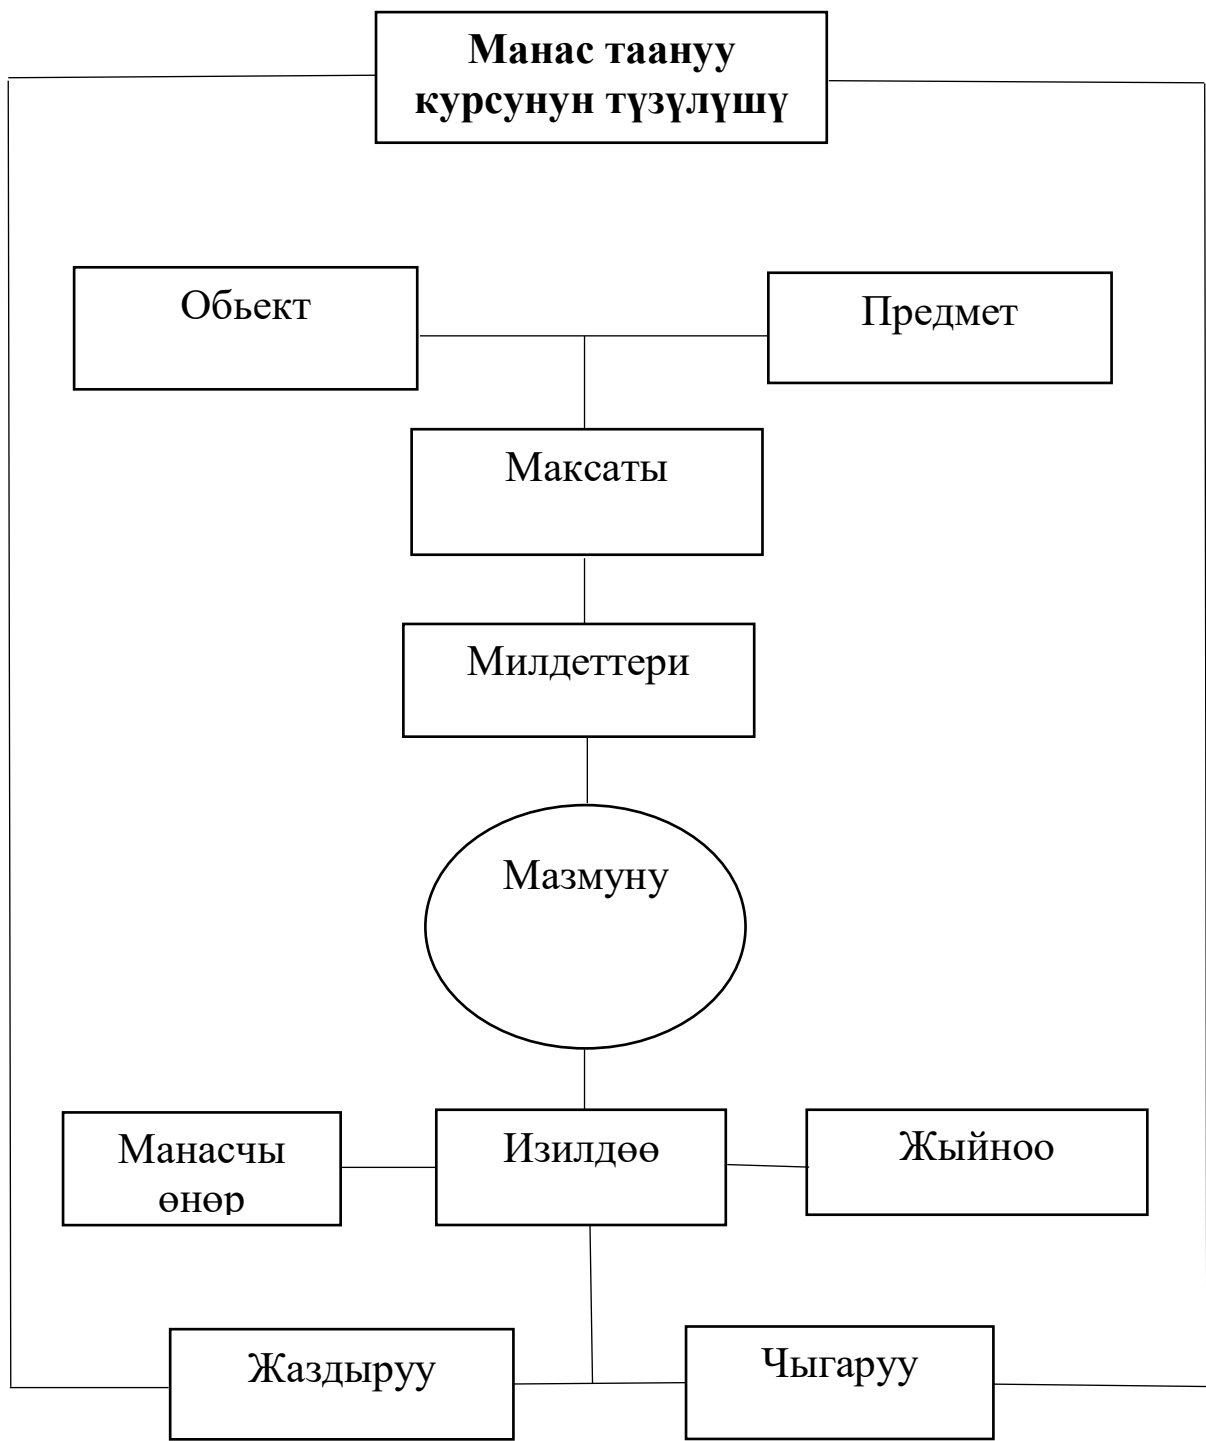 Манас таануу
курсунун түзүлүшү
Обьект
Предмет
Максаты
Милдеттери
Мазмуну
Манасчы
өнөр
Изилдөө
Жыйноо
Жаздыруу
Чыгаруу